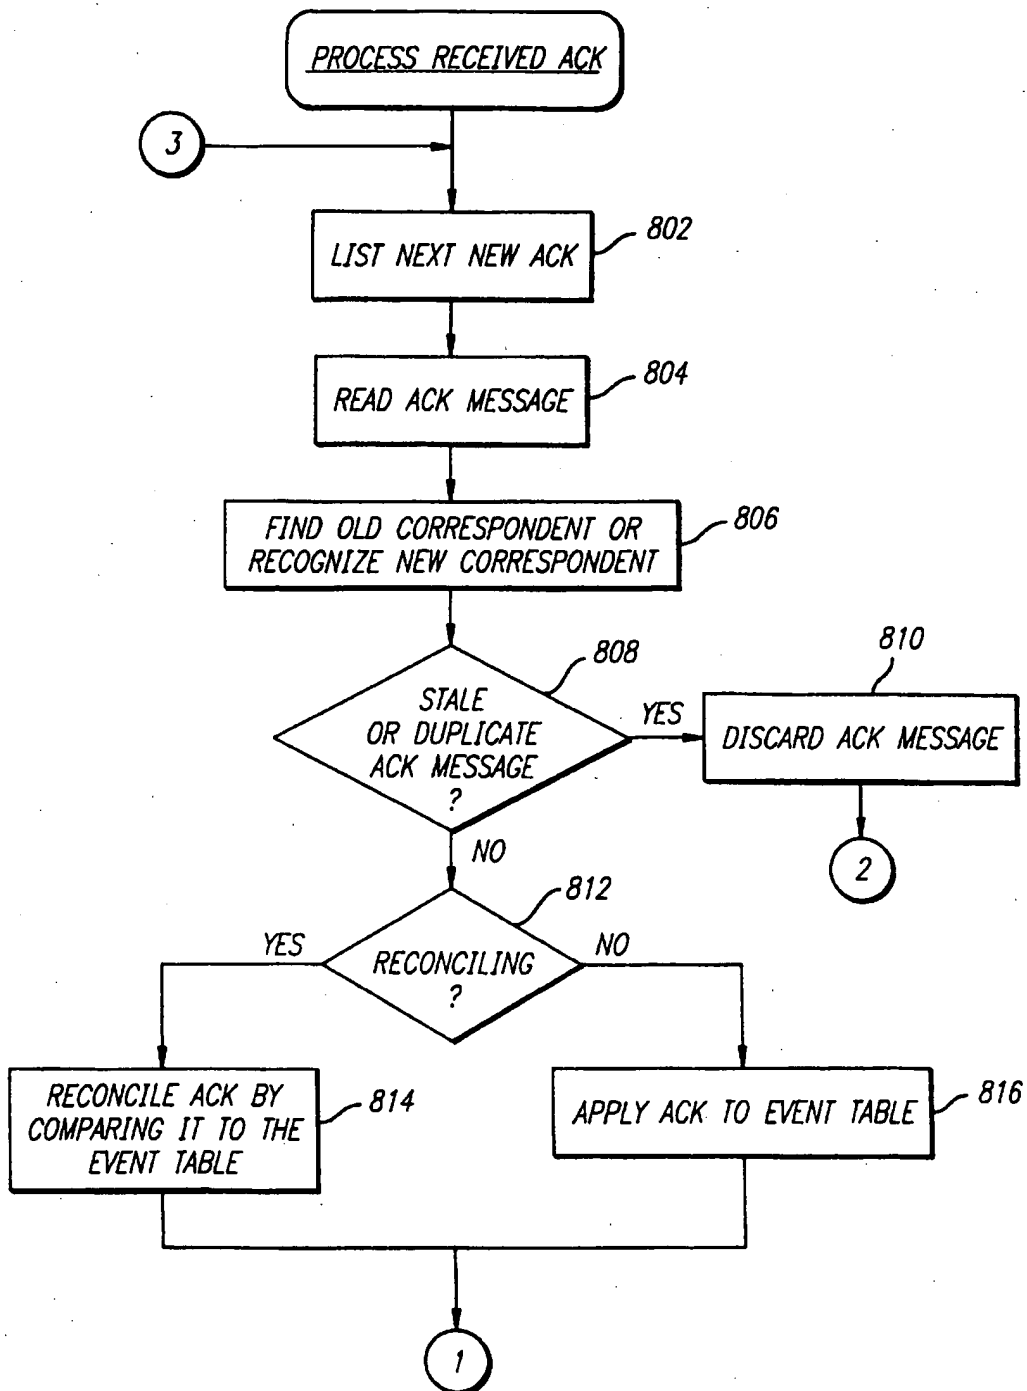 PROCESS RECEIVED ACK
3
LIST NEXT NEW ACK
802
READ ACK MESSAGE
804
FIND OLD CORRESPONDENT OR
RECOGNIZE NEW CORRESPONDENT
806
STALE
OR DUPLICATE
ACK MESSAGE
?
808
YES
810
DISCARD ACK MESSAGE
2
NO
812
RECONCILING
?
YES
NO
RECONCILE ACK BY
COMPARING IT TO THE
EVENT TABLE
814
APPLY ACK TO EVENT TABLE
816
1